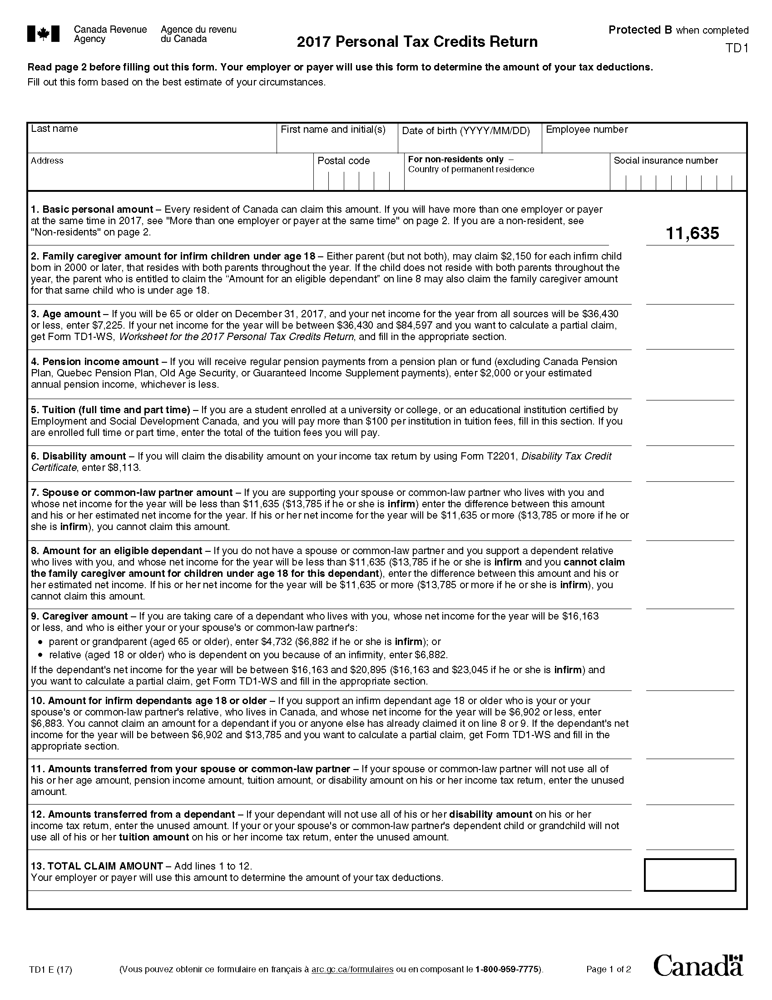 Canada Revenue Agency
Agence du revenu du Canada
2017 Personal Tax Credits Return
Protected B when completed
TD1
Read page 2 before filling out this form. Your employer or payer will use this form to determine the amount of your tax deductions.
Fill out this form based on the best estimate of your circumstances.
Last name
First name and initial(s)
Date of birth (YYYY/MM/DD)
Employee number
Address
Postal code
For non-residents only –
Country of permanent residence
Social insurance number
1. Basic personal amount – Every resident of Canada can claim this amount. If you will have more than one employer or payer
at the same time in 2017, see "More than one employer or payer at the same time" on page 2. If you are a non-resident, see
"Non-residents" on page 2.
11,635
2. Family caregiver amount for infirm children under age 18 – Either parent (but not both), may claim $2,150 for each infirm child
born in 2000 or later, that resides with both parents throughout the year. If the child does not reside with both parents throughout the
year, the parent who is entitled to claim the “Amount for an eligible dependant” on line 8 may also claim the family caregiver amount
for that same child who is under age 18.
3. Age amount – If you will be 65 or older on December 31, 2017, and your net income for the year from all sources will be $36,430
or less, enter $7,225. If your net income for the year will be between $36,430 and $84,597 and you want to calculate a partial claim,
get Form TD1-WS, Worksheet for the 2017 Personal Tax Credits Return, and fill in the appropriate section.
4. Pension income amount – If you will receive regular pension payments from a pension plan or fund (excluding Canada Pension
Plan, Quebec Pension Plan, Old Age Security, or Guaranteed Income Supplement payments), enter $2,000 or your estimated
annual pension income, whichever is less.
5. Tuition (full time and part time) – If you are a student enrolled at a university or college, or an educational institution certified by
Employment and Social Development Canada, and you will pay more than $100 per institution in tuition fees, fill in this section. If you
are enrolled full time or part time, enter the total of the tuition fees you will pay.
6. Disability amount – If you will claim the disability amount on your income tax return by using Form T2201, Disability Tax Credit
Certificate, enter $8,113.
7. Spouse or common-law partner amount – If you are supporting your spouse or common-law partner who lives with you and
whose net income for the year will be less than $11,635 ($13,785 if he or she is infirm) enter the difference between this amount
and his or her estimated net income for the year. If his or her net income for the year will be $11,635 or more ($13,785 or more if he or
she is infirm), you cannot claim this amount.
8. Amount for an eligible dependant – If you do not have a spouse or common-law partner and you support a dependent relative
who lives with you, and whose net income for the year will be less than $11,635 ($13,785 if he or she is infirm and you cannot claim
the family caregiver amount for children under age 18 for this dependant), enter the difference between this amount and his or
her estimated net income. If his or her net income for the year will be $11,635 or more ($13,785 or more if he or she is infirm), you
cannot claim this amount.
9. Caregiver amount – If you are taking care of a dependant who lives with you, whose net income for the year will be $16,163
or less, and who is either your or your spouse's or common-law partner's:
• parent or grandparent (aged 65 or older), enter $4,732 ($6,882 if he or she is infirm); or
• relative (aged 18 or older) who is dependent on you because of an infirmity, enter $6,882.
If the dependant's net income for the year will be between $16,163 and $20,895 ($16,163 and $23,045 if he or she is infirm) and
you want to calculate a partial claim, get Form TD1-WS and fill in the appropriate section.
10. Amount for infirm dependants age 18 or older – If you support an infirm dependant age 18 or older who is your or your
spouse's or common-law partner's relative, who lives in Canada, and whose net income for the year will be $6,902 or less, enter
$6,883. You cannot claim an amount for a dependant if you or anyone else has already claimed it on line 8 or 9. If the dependant's net
income for the year will be between $6,902 and $13,785 and you want to calculate a partial claim, get Form TD1-WS and fill in the
appropriate section.
11. Amounts transferred from your spouse or common-law partner – If your spouse or common-law partner will not use all of
his or her age amount, pension income amount, tuition amount, or disability amount on his or her income tax return, enter the unused
amount.
12. Amounts transferred from a dependant – If your dependant will not use all of his or her disability amount on his or her
income tax return, enter the unused amount. If your or your spouse's or common-law partner's dependent child or grandchild will not
use all of his or her tuition amount on his or her income tax return, enter the unused amount.
13. TOTAL CLAIM AMOUNT – Add lines 1 to 12.
Your employer or payer will use this amount to determine the amount of your tax deductions.
TD1 E (17)
(Vous pouvez obtenir ce formulaire en français à arc.gc.ca/formulaires ou en composant le 1-800-959-7775).
Page 1 of 2
Canada